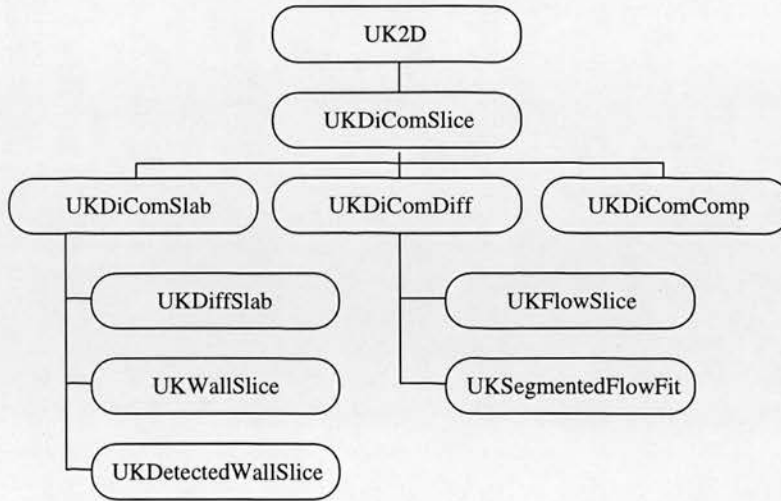 UK2D
UKDiComSlice
UKDiComSlab
UKDiComDiff
UKDiComComp
UKDiffSlab
UKFlowSlice
UKWallSlice
UKSegmentedFlowFit
UKDetectedWallSlice